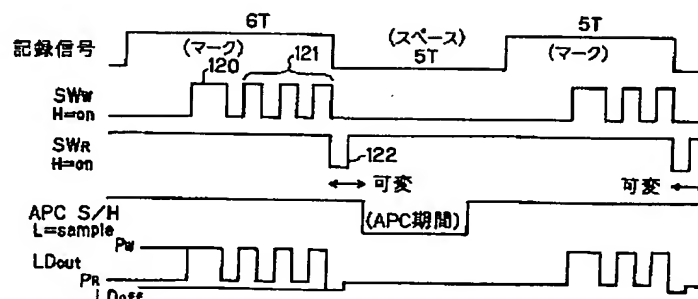 6T
5T
記録信号
(マーク)
121
(スペース)
5T
(マーク)
120
SWW
H=on
SWR
H=on
122
可変
可変
APC S/H
L=sample
(APC期間)
PW
LDout
PR
LDoff